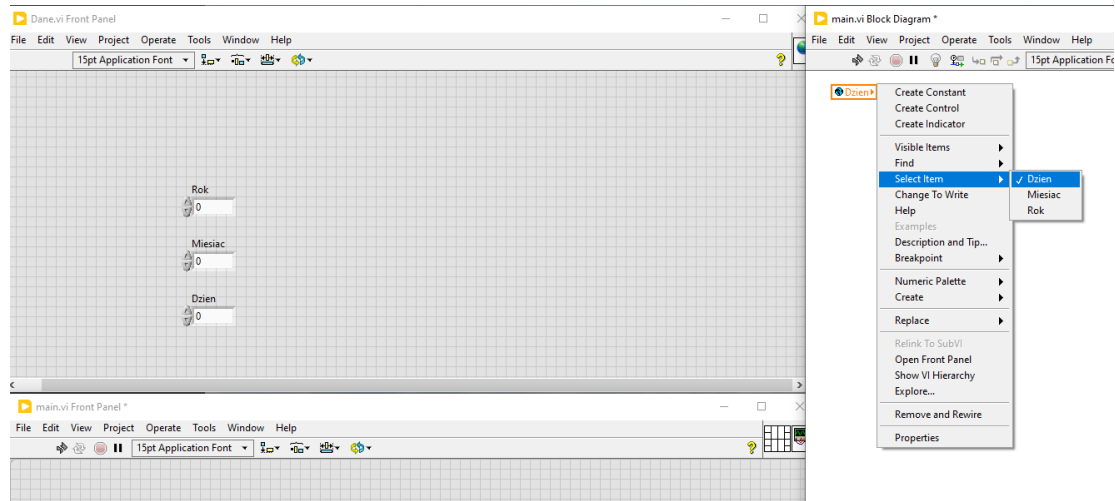 Dane.vi Front Panel
File Edit View Project Operate Tools Window Help
15pt Application Font
Rok
0
Miesiac
0
Dzien
0
main.vi Front Panel *
File Edit View Project Operate Tools Window Help
15pt Application Font
main.vi Block Diagram *
File Edit View Project Operate Tools Window Help
15pt Application Fo
Dzien
Create Constant
Create Control
Create Indicator
Visible Items
Find
Select Item
Dzien
Change To Write
Miesiac
Help
Rok
Examples
Description and Tip...
Breakpoint
Numeric Palette
Create
Replace
Relink To SubVI
Open Front Panel
Show VI Hierarchy
Explore...
Remove and Rewire
Properties